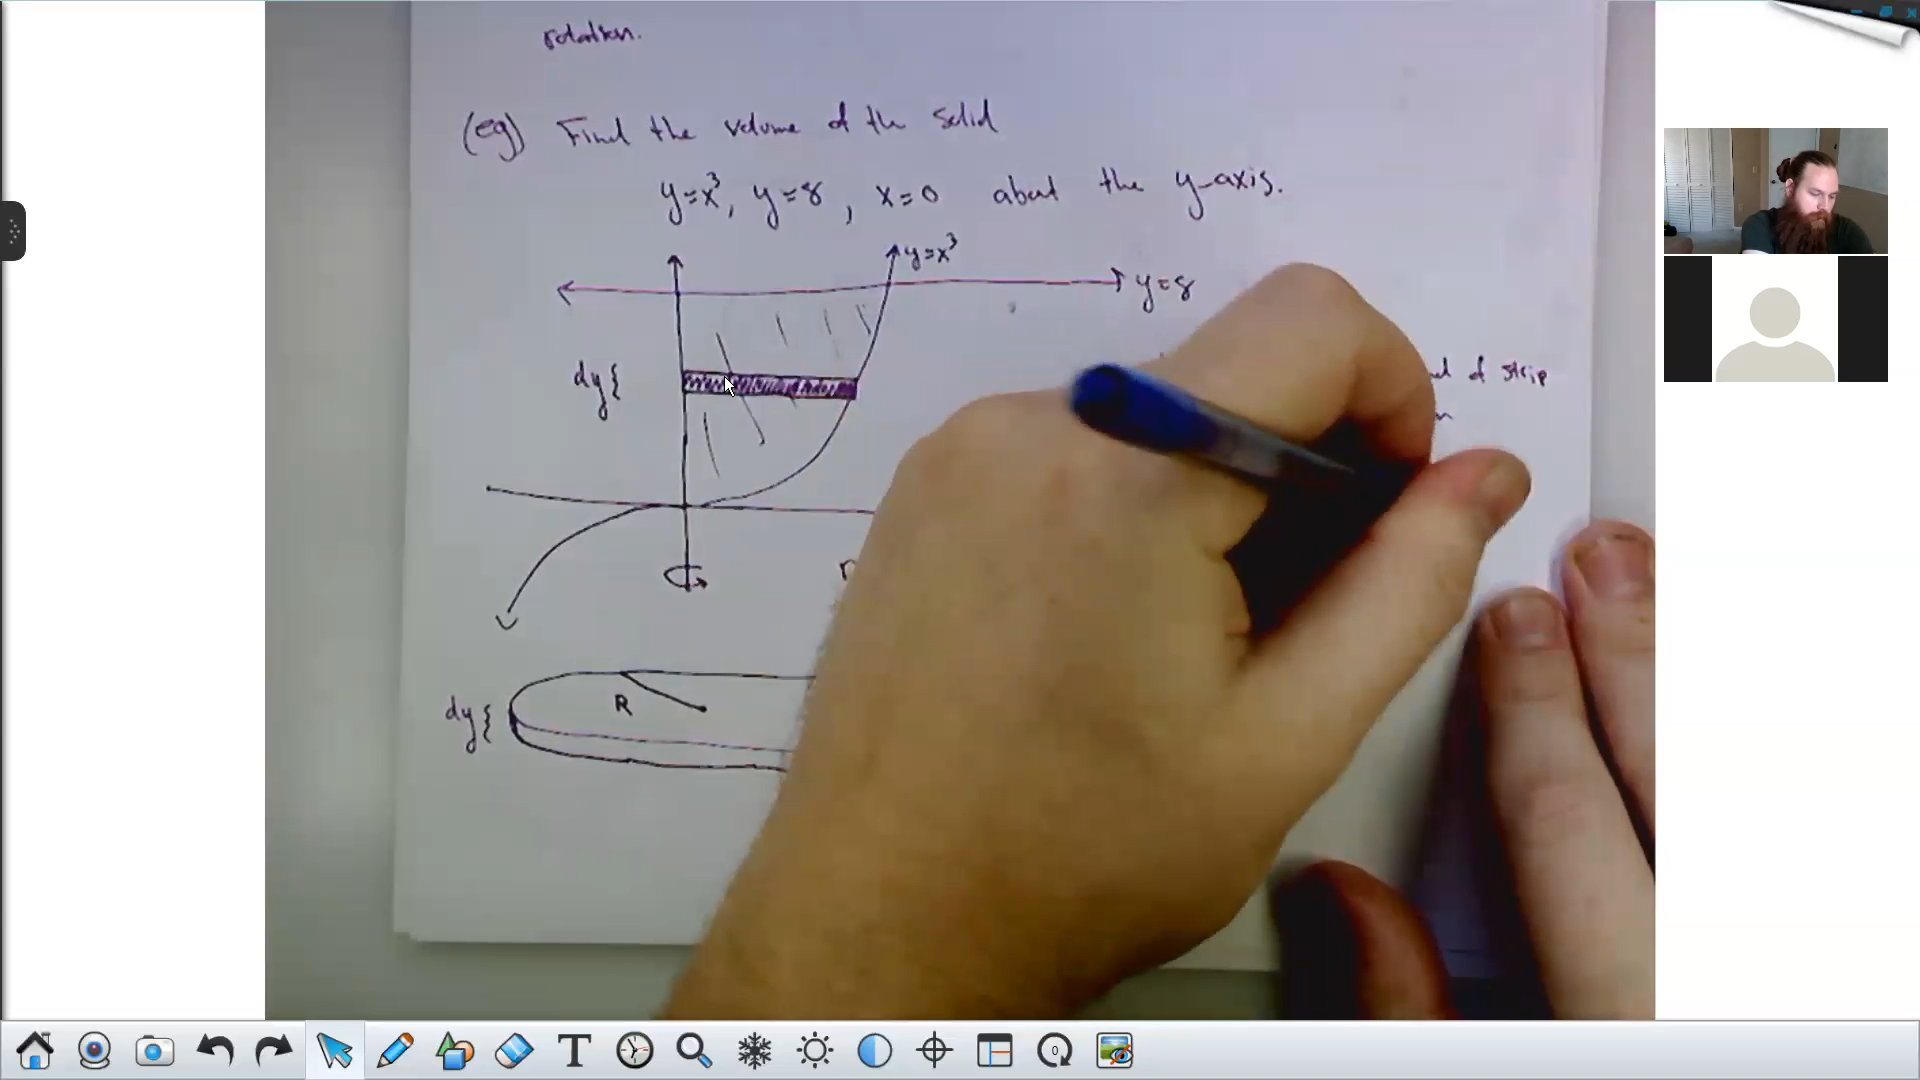 rotation.
(eg) Find the volume of the solid
y=x³, y=8, x=0 about the y-axis.
y=x³
y=8
dy{
of strip
r
R
dy{
T
0